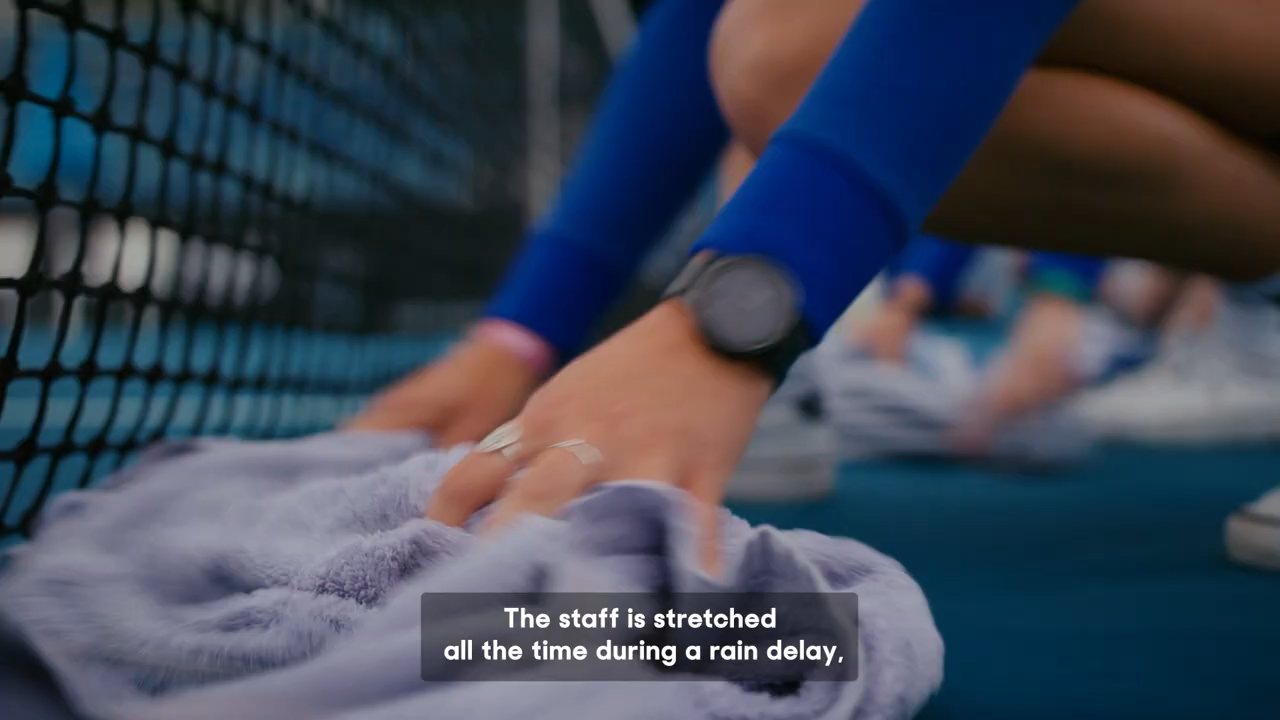 The staff is stretched
all the time during a rain delay,